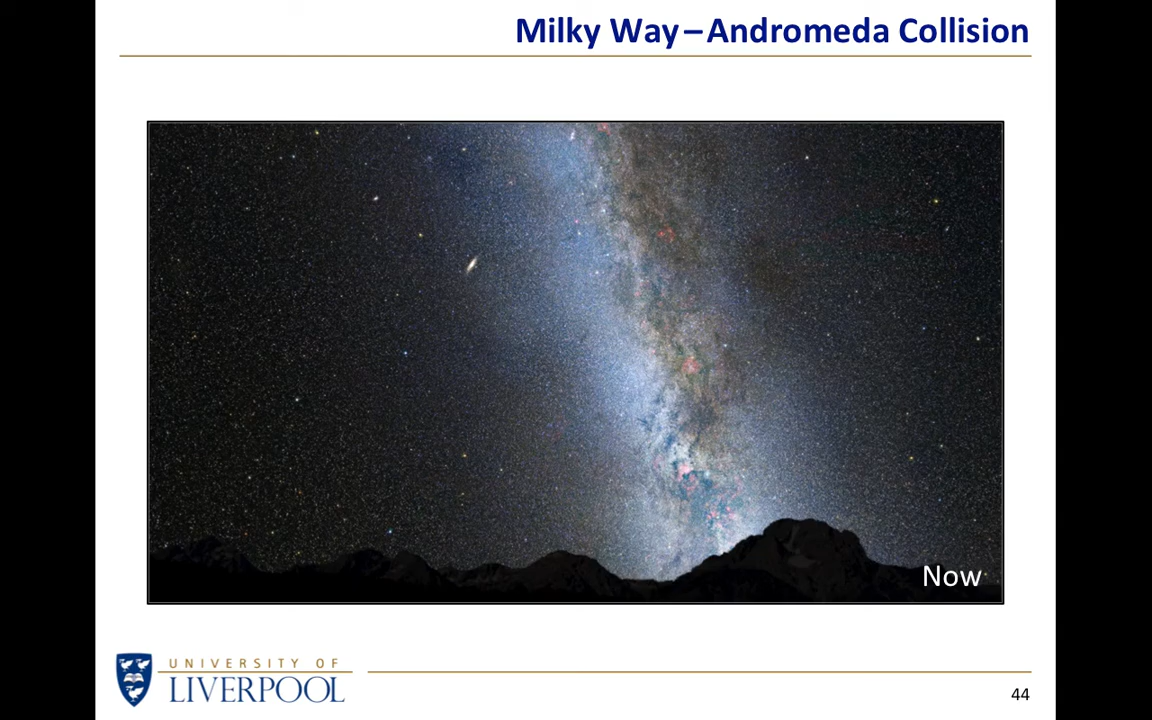 Milky Way – Andromeda Collision
Now
UNIVERSITY OF
LIVERPOOL
44